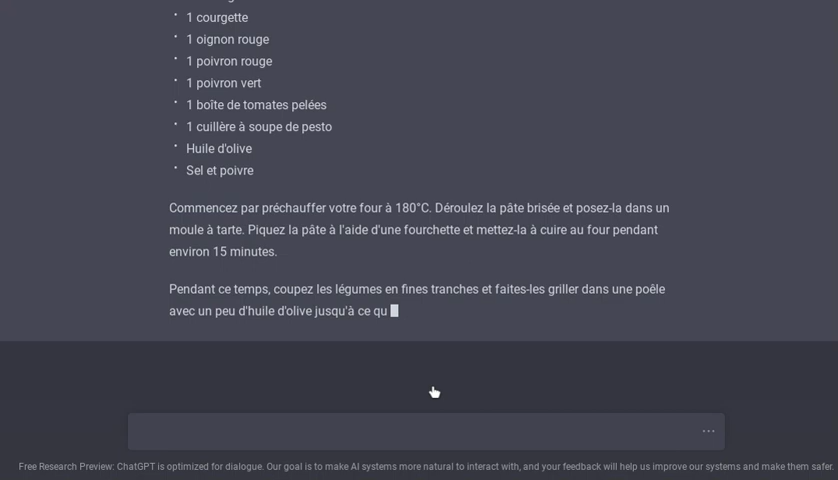 1 courgette
1 oignon rouge
1 poivron rouge
1 poivron vert
1 boîte de tomates pelées
1 cuillère à soupe de pesto
Huile d'olive
Sel et poivre
Commencez par préchauffer votre four à 180°C. Déroulez la pâte brisée et posez-la dans un
moule à tarte. Piquez la pâte à l'aide d'une fourchette et mettez-la à cuire au four pendant
environ 15 minutes.
Pendant ce temps, coupez les légumes en fines tranches et faites-les griller dans une poêle
avec un peu d'huile d'olive jusqu'à ce qu
Free Research Preview: ChatGPT is optimized for dialogue. Our goal is to make AI systems more natural to interact with, and your feedback will help us improve our systems and make them safer.